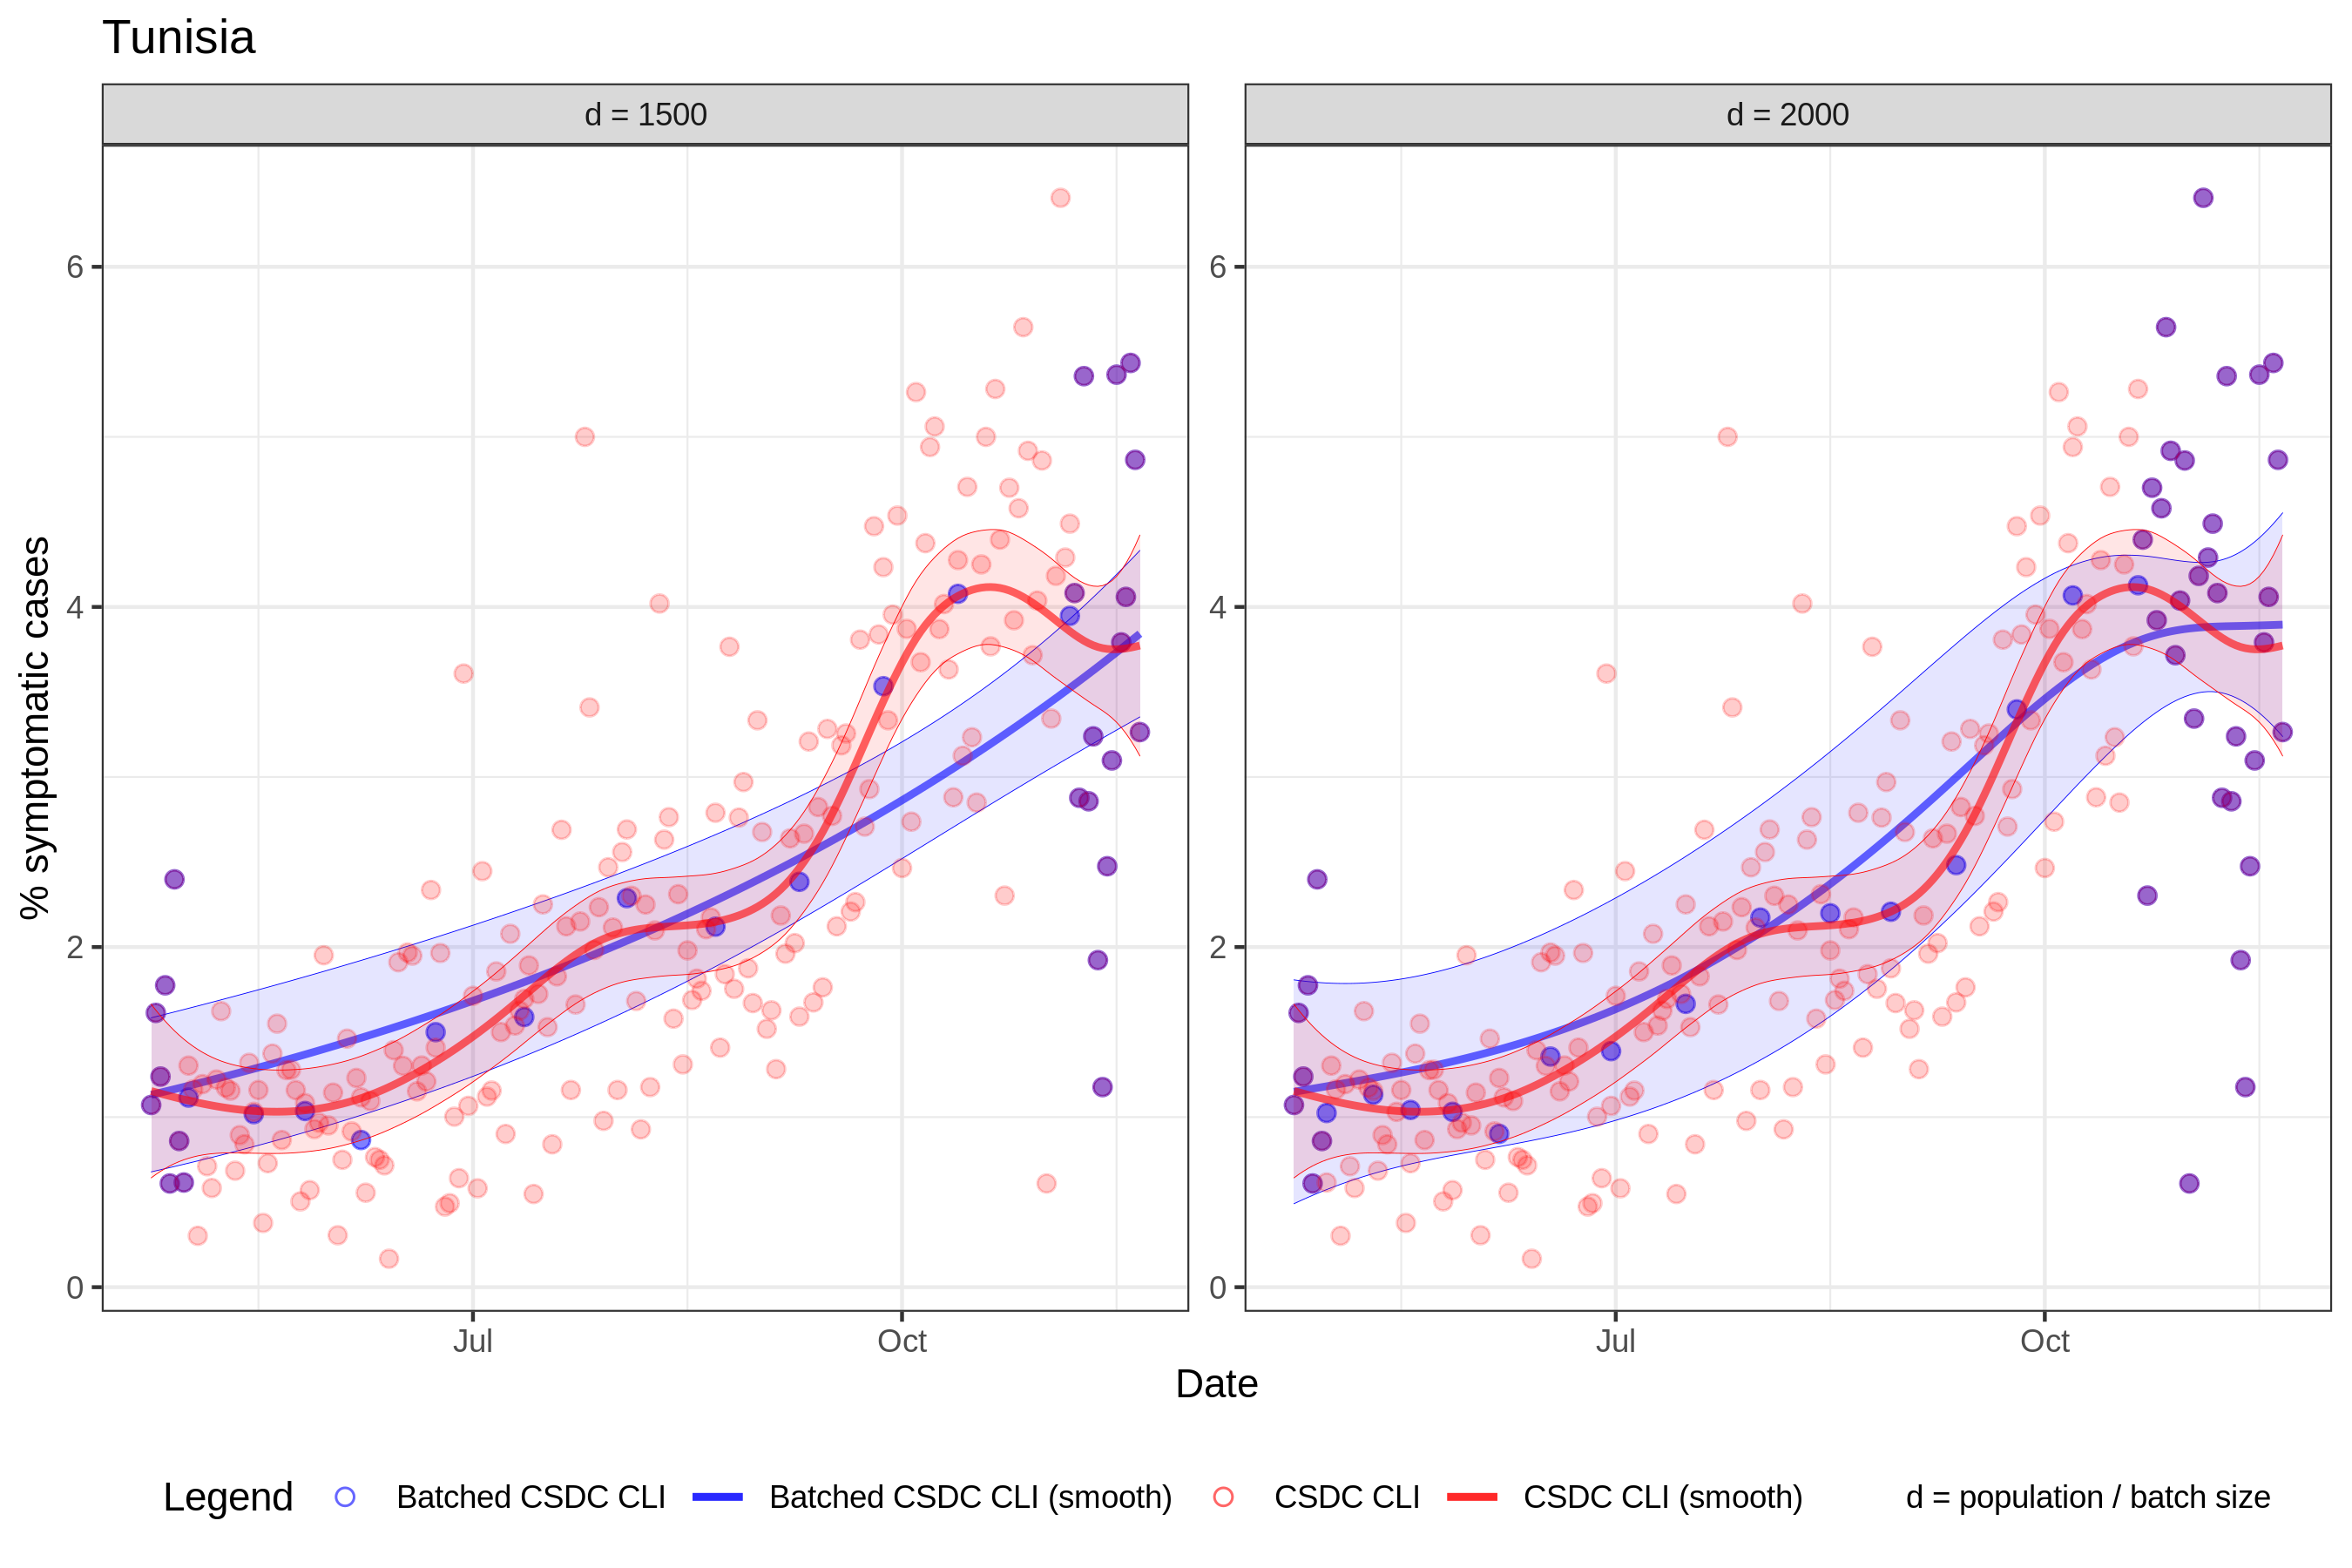 Tunisia
d = 1500
d = 2000
% symptomatic cases
6
4
2
0
6
4
2
0
Jul
Oct
Jul
Oct
Date
Legend
Batched CSDC CLI
Batched CSDC CLI (smooth)
CSDC CLI
CSDC CLI (smooth)
d = population / batch size